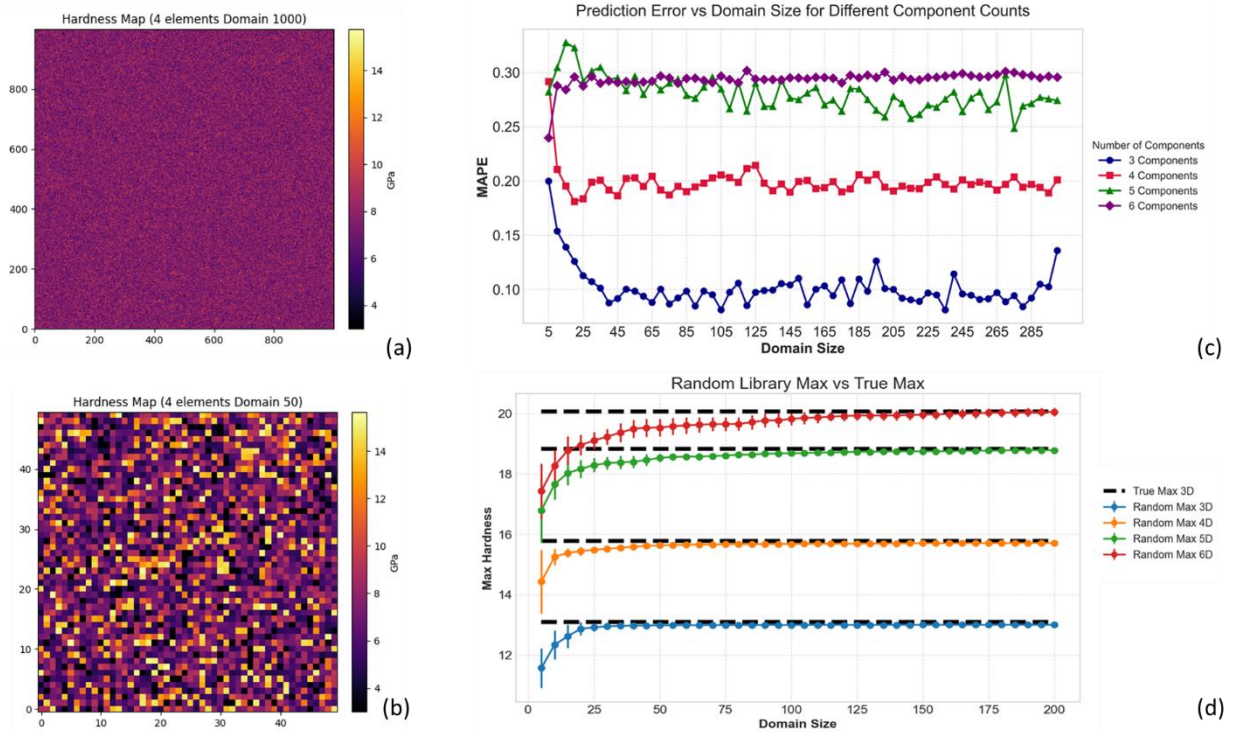 Hardness Map (4 elements Domain 1000)
800
600
400
200
0
0
200
400
600
800
14
12
10
8
6
4
GPa
(a)
Prediction Error vs Domain Size for Different Component Counts
0.30
0.25
0.20
0.15
0.10
MAPE
5 25 45 65 85 105 125 145 165 185 205 225 245 265 285
Domain Size
Number of Components
3 Components
4 Components
5 Components
6 Components
(c)
Hardness Map (4 elements Domain 50)
40
30
20
10
0
0
10
20
30
40
14
12
10
8
6
4
GPa
(b)
Random Library Max vs True Max
20
18
16
14
12
Max Hardness
0 25 50 75 100 125 150 175 200
Domain Size
True Max 3D
Random Max 3D
Random Max 4D
Random Max 5D
Random Max 6D
(d)